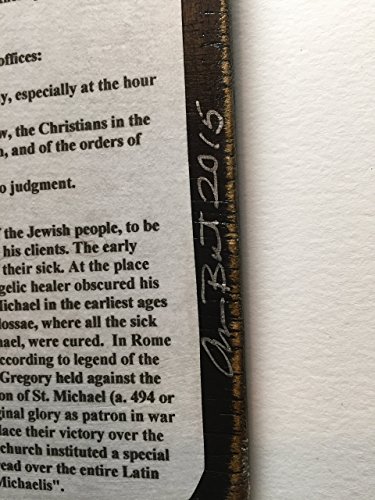 offices:
y, especially at the hour
w, the Christians in the
n, and of the orders of
o judgment.
f the Jewish people, to be
his clients. The early
their sick. At the place
ngelic healer obscured his
Michael in the earliest ages
lossae, where all the sick
hael, were cured. In Rome
according to legend of the
Gregory held against the
on of St. Michael (a. 494 or
ginal glory as patron in war
lace their victory over the
church instituted a special
read over the entire Latin
Michaelis".
2015